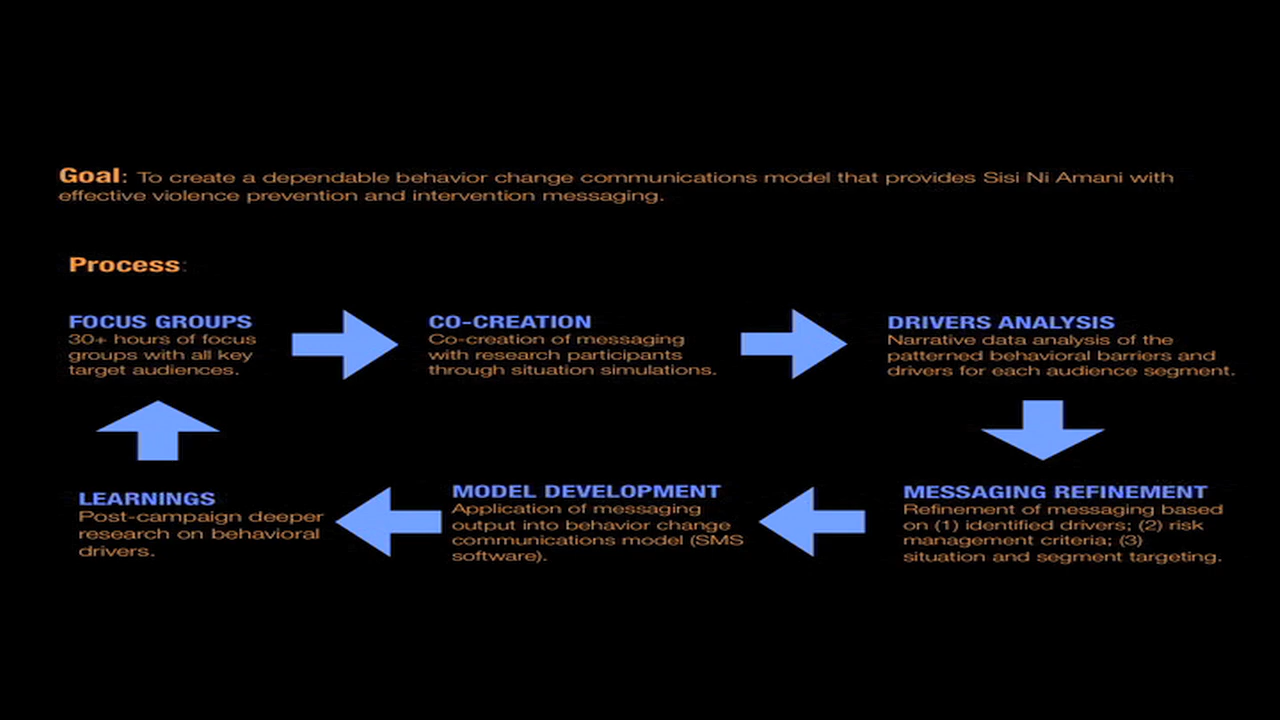 Goal: To create a dependable behavior change communications model that provides Sisi Ni Amani with
effective violence prevention and intervention messaging.
Process:
FOCUS GROUPS
30+ hours of focus
groups with all key
target audiences.
CO-CREATION
Co-creation of messaging
with research participants
through situation simulations.
DRIVERS ANALYSIS
Narrative data analysis of the
patterned behavioral barriers and
drivers for each audience segment.
MESSAGING REFINEMENT
Refinement of messaging based
on (1) identified drivers; (2) risk
management criteria; (3)
situation and segment targeting.
MODEL DEVELOPMENT
Application of messaging
output into behavior change
communications model (SMS
software).
LEARNINGS
Post-campaign deeper
research on behavioral
drivers.